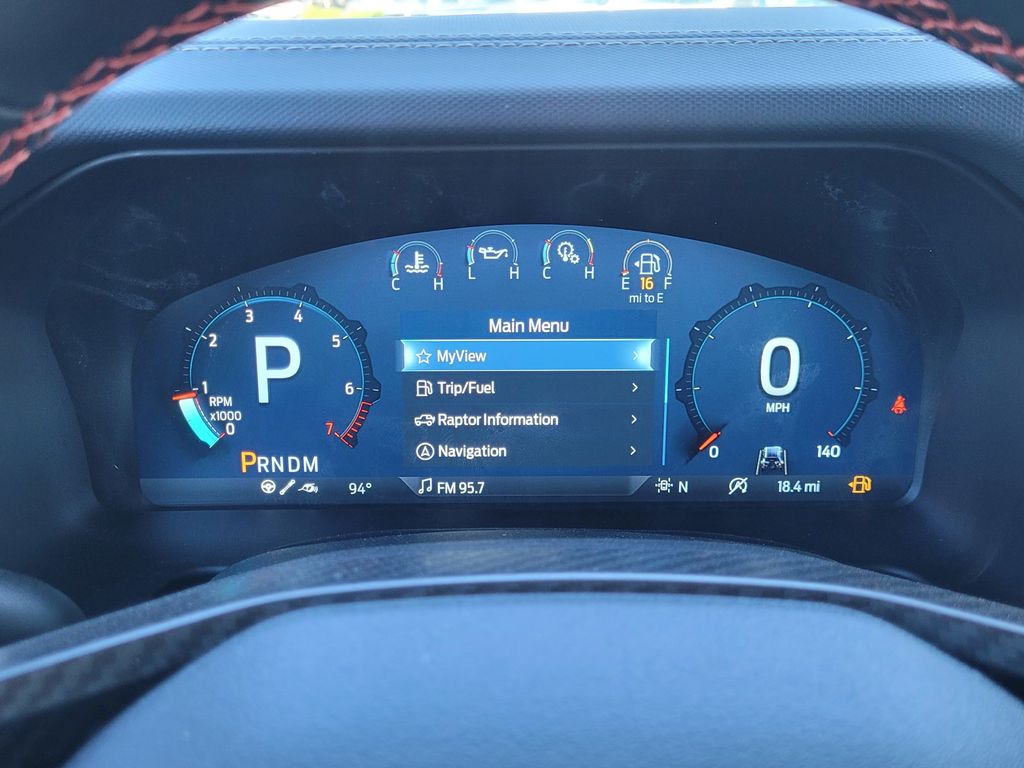 C H
L H
C H
E 16 F
mi to E
Main Menu
MyView
Trip/Fuel
Raptor Information
Navigation
P
0 1 2 3 4 5 6 7
RPM
x1000
PRNDM
0
MPH
0 140
94°
FM 95.7
N
18.4 mi